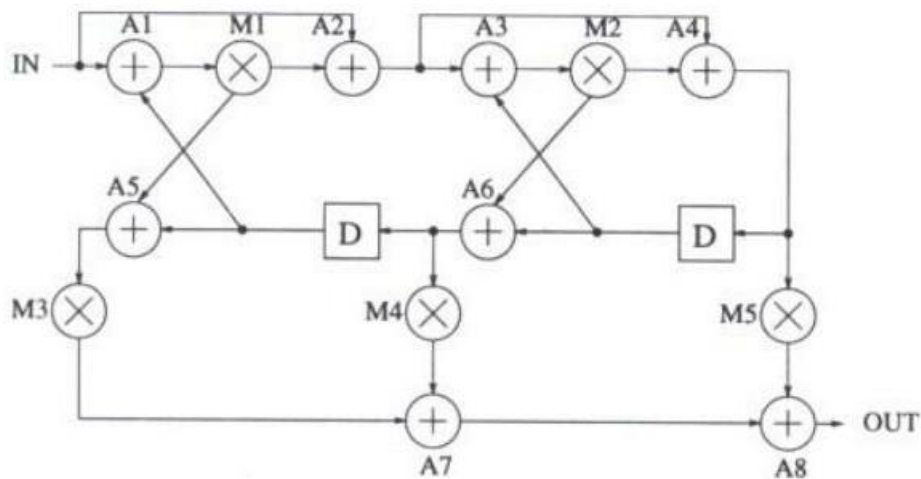 A1 M1 A2 A3 M2 A4
IN
A5 A6
D D
M3 M4 M5
OUT
A7 A8